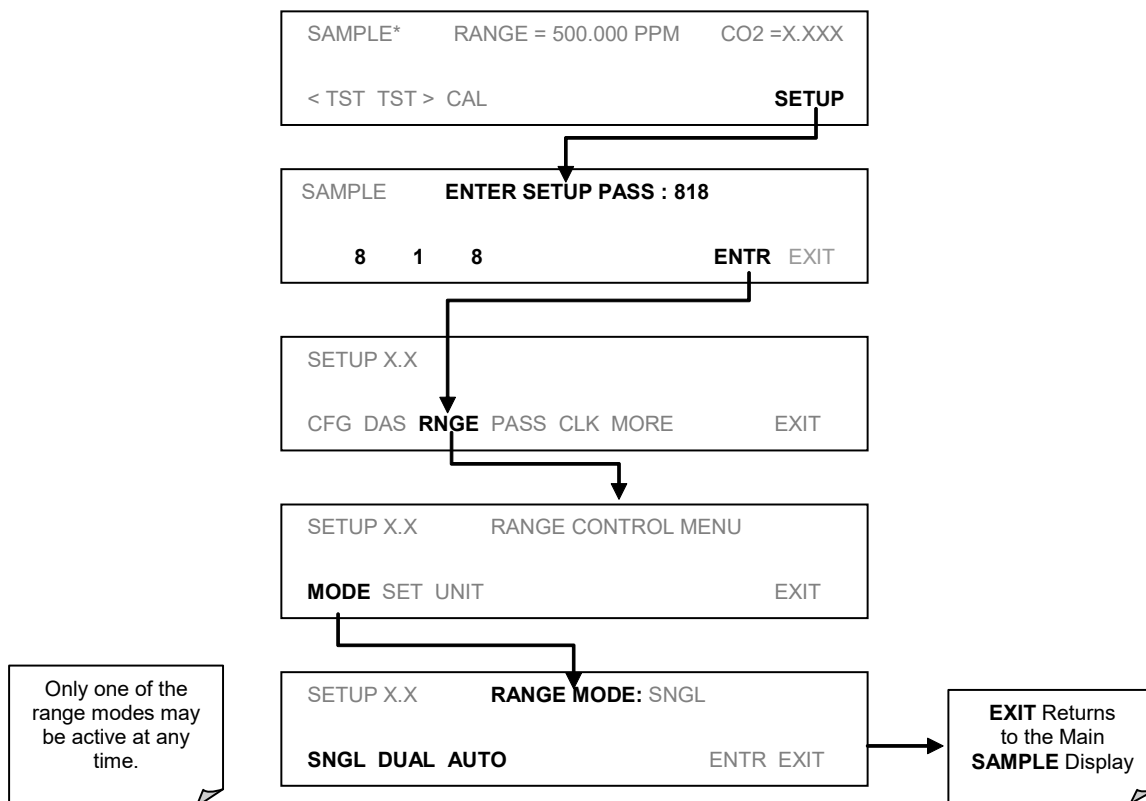 SAMPLE* RANGE = 500.000 PPM CO2 =X.XXX
< TST TST > CAL SETUP
SAMPLE ENTER SETUP PASS : 818
8 1 8 ENTR EXIT
SETUP X.X
CFG DAS RNGE PASS CLK MORE EXIT
SETUP X.X RANGE CONTROL MENU
MODE SET UNIT EXIT
Only one of the
range modes may
be active at any
time.
SETUP X.X RANGE MODE: SNGL
SNGL DUAL AUTO ENTR EXIT
EXIT Returns
to the Main
SAMPLE Display